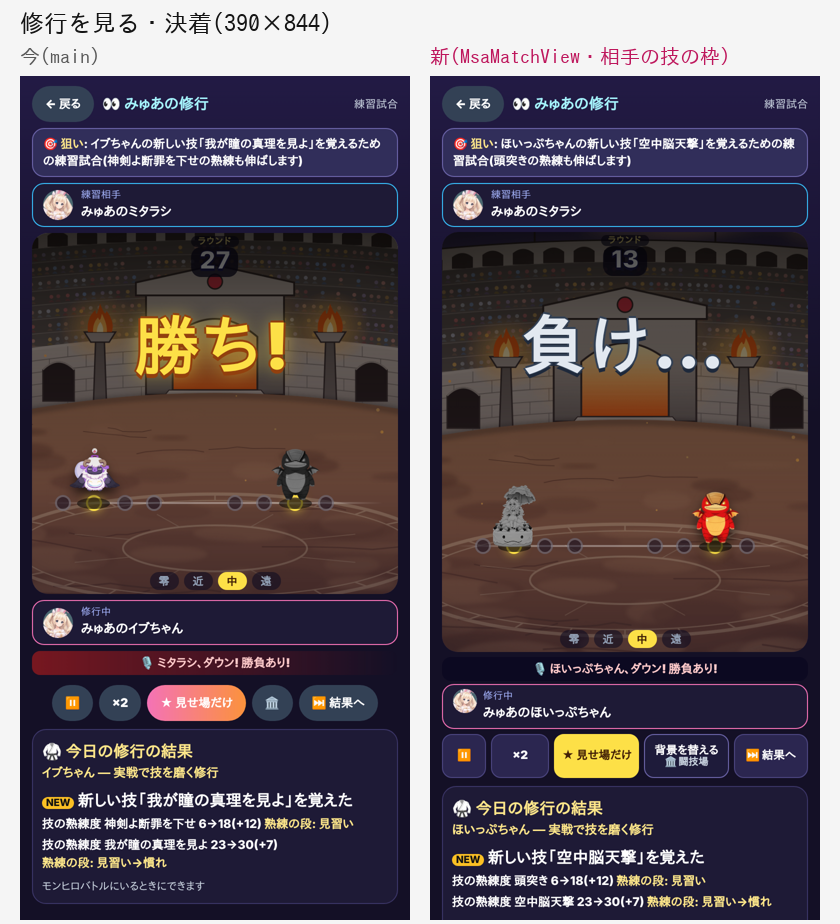 修行を見る・決着(390×844)
今(main)
← 戻る
👀 みゅあの修行
練習試合
🎯 狙い: イブちゃんの新しい技「我が瞳の真理を見よ」を覚えるため
の練習試合(神剣よ断罪を下せの熟練も伸ばします)
練習相手
みゅあのミタラシ
ラウンド
27
勝ち!
零 近 中 遠
修行中
みゅあのイブちゃん
🎙️ ミタラシ、ダウン! 勝負あり!
⏸ ×2 ★ 見せ場だけ 🏛️ ⏩ 結果へ
🥋 今日の修行の結果
イブちゃん — 実戦で技を磨く修行
NEW 新しい技「我が瞳の真理を見よ」を覚えた
技の熟練度 神剣よ断罪を下せ 6→18(+12) 熟練の段: 見習い
技の熟練度 我が瞳の真理を見よ 23→30(+7)
熟練の段: 見習い→慣れ
モンヒロバトルにいるときにできます
新(MsaMatchView・相手の技の枠)
← 戻る
👀 みゅあの修行
練習試合
🎯 狙い: ほいっぷちゃんの新しい技「空中脳天撃」を覚えるための練
習試合(頭突きの熟練も伸ばします)
練習相手
みゅあのミタラシ
ラウンド
13
負け...
零 近 中 遠
🎙️ ほいっぷちゃん、ダウン! 勝負あり!
修行中
みゅあのほいっぷちゃん
⏸ ×2 ★ 見せ場だけ 背景を替える ⏩ 結果へ
🏛️ 闘技場
🥋 今日の修行の結果
ほいっぷちゃん — 実戦で技を磨く修行
NEW 新しい技「空中脳天撃」を覚えた
技の熟練度 頭突き 6→18(+12) 熟練の段: 見習い
技の熟練度 空中脳天撃 23→30(+7) 熟練の段: 見習い→慣れ